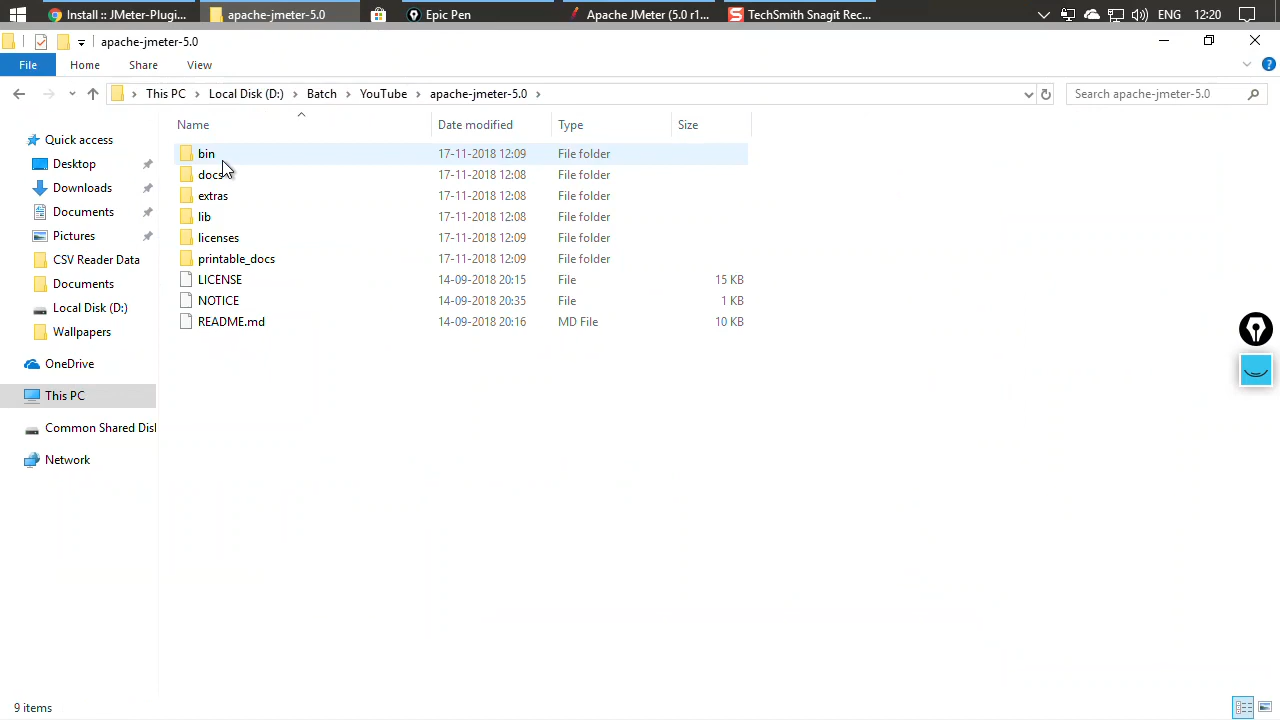 Install :: JMeter-Plugi... apache-jmeter-5.0 Epic Pen Apache JMeter (5.0 r1... TechSmith Snagit Rec... ENG 12:20
apache-jmeter-5.0
File Home Share View
This PC Local Disk (D:) Batch YouTube apache-jmeter-5.0 Search apache-jmeter-5.0
Name Date modified Type Size
Quick access
Desktop
Downloads
Documents
Pictures
CSV Reader Data
Documents
Local Disk (D:)
Wallpapers
OneDrive
This PC
Common Shared Disl
Network
bin 17-11-2018 12:09 File folder
docs 17-11-2018 12:08 File folder
extras 17-11-2018 12:08 File folder
lib 17-11-2018 12:08 File folder
licenses 17-11-2018 12:09 File folder
printable_docs 17-11-2018 12:09 File folder
LICENSE 14-09-2018 20:15 File 15 KB
NOTICE 14-09-2018 20:35 File 1 KB
README.md 14-09-2018 20:16 MD File 10 KB
9 items